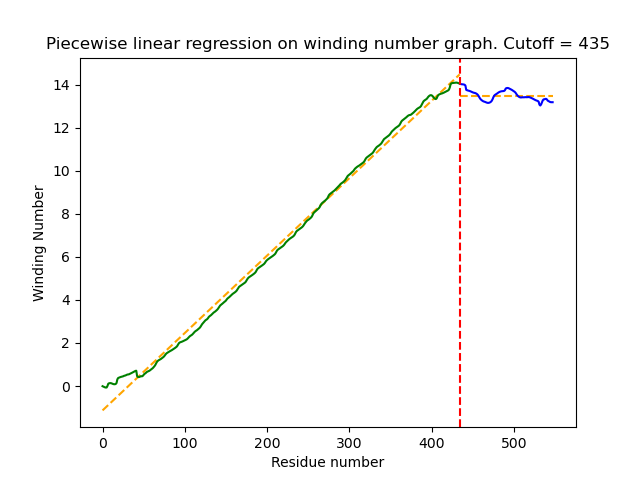 Piecewise linear regression on winding number graph. Cutoff = 435
14
12
10
8
6
4
2
0
Winding Number
0 100 200 300 400 500
Residue number